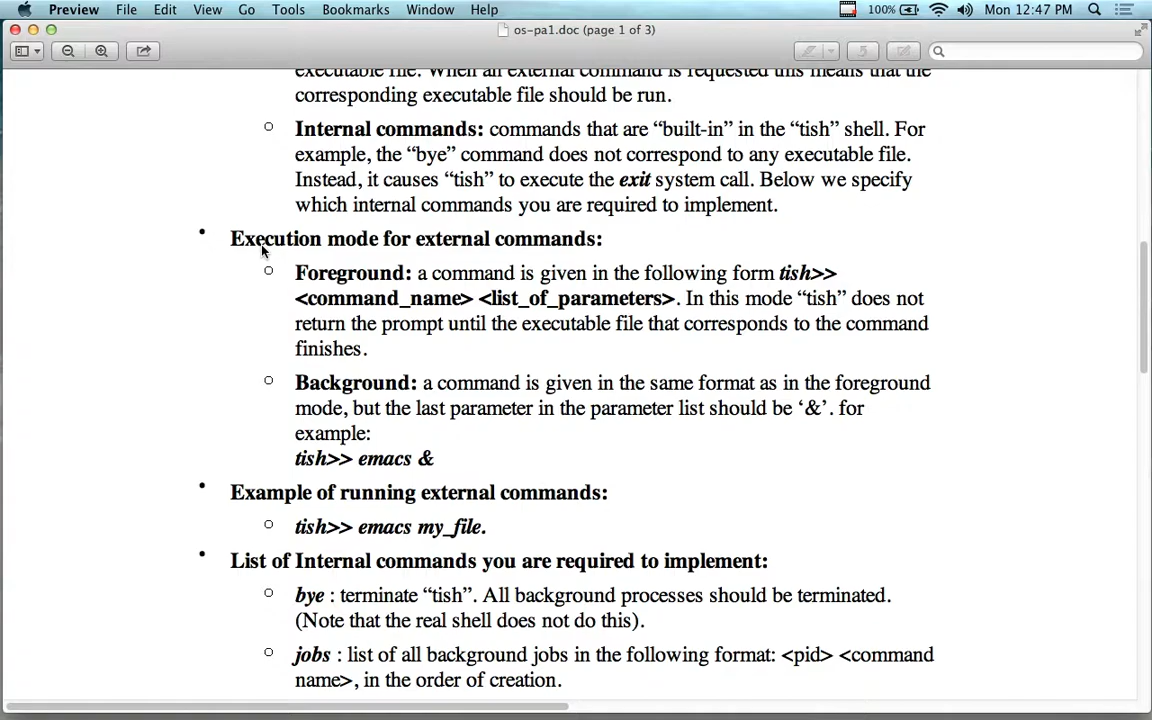 Preview File Edit View Go Tools Bookmarks Window Help 100% Mon 12:47 PM
os-pa1.doc (page 1 of 3)
executable file. When an external command is requested this means that the
corresponding executable file should be run.
Internal commands: commands that are “built-in” in the “tish” shell. For
example, the “bye” command does not correspond to any executable file.
Instead, it causes “tish” to execute the exit system call. Below we specify
which internal commands you are required to implement.
Execution mode for external commands:
Foreground: a command is given in the following form tish>>
<command_name> <list_of_parameters>. In this mode “tish” does not
return the prompt until the executable file that corresponds to the command
finishes.
Background: a command is given in the same format as in the foreground
mode, but the last parameter in the parameter list should be ‘&’. for
example:
tish>> emacs &
Example of running external commands:
tish>> emacs my_file.
List of Internal commands you are required to implement:
bye : terminate “tish”. All background processes should be terminated.
(Note that the real shell does not do this).
jobs : list of all background jobs in the following format: <pid> <command
name>, in the order of creation.